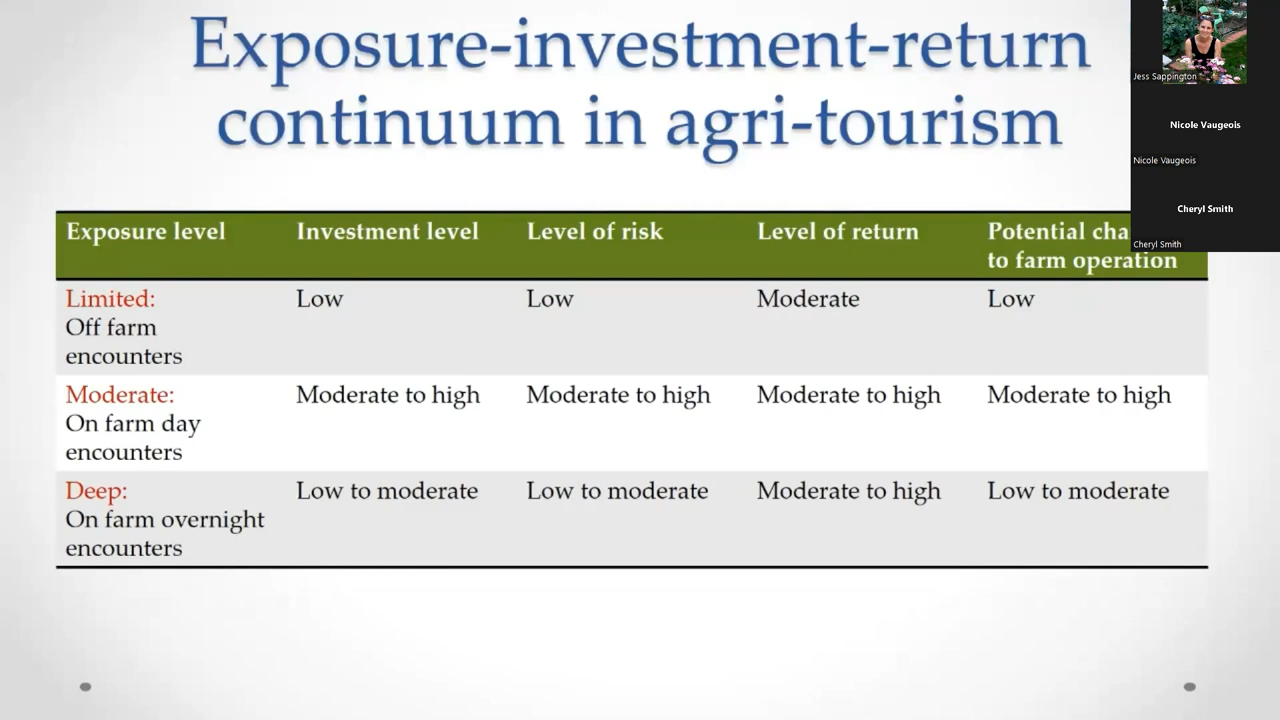 Exposure-investment-return
continuum in agri-tourism
Exposure level Investment level Level of risk Level of return Potential
to farm operation
Limited: Low Low Moderate Low
Off farm
encounters
Moderate: Moderate to high Moderate to high Moderate to high Moderate to high
On farm day
encounters
Deep: Low to moderate Low to moderate Moderate to high Low to moderate
On farm overnight
encounters
Jess Sappington
Nicole Vaugeois
Nicole Vaugeois
Cheryl Smith
Cheryl Smith